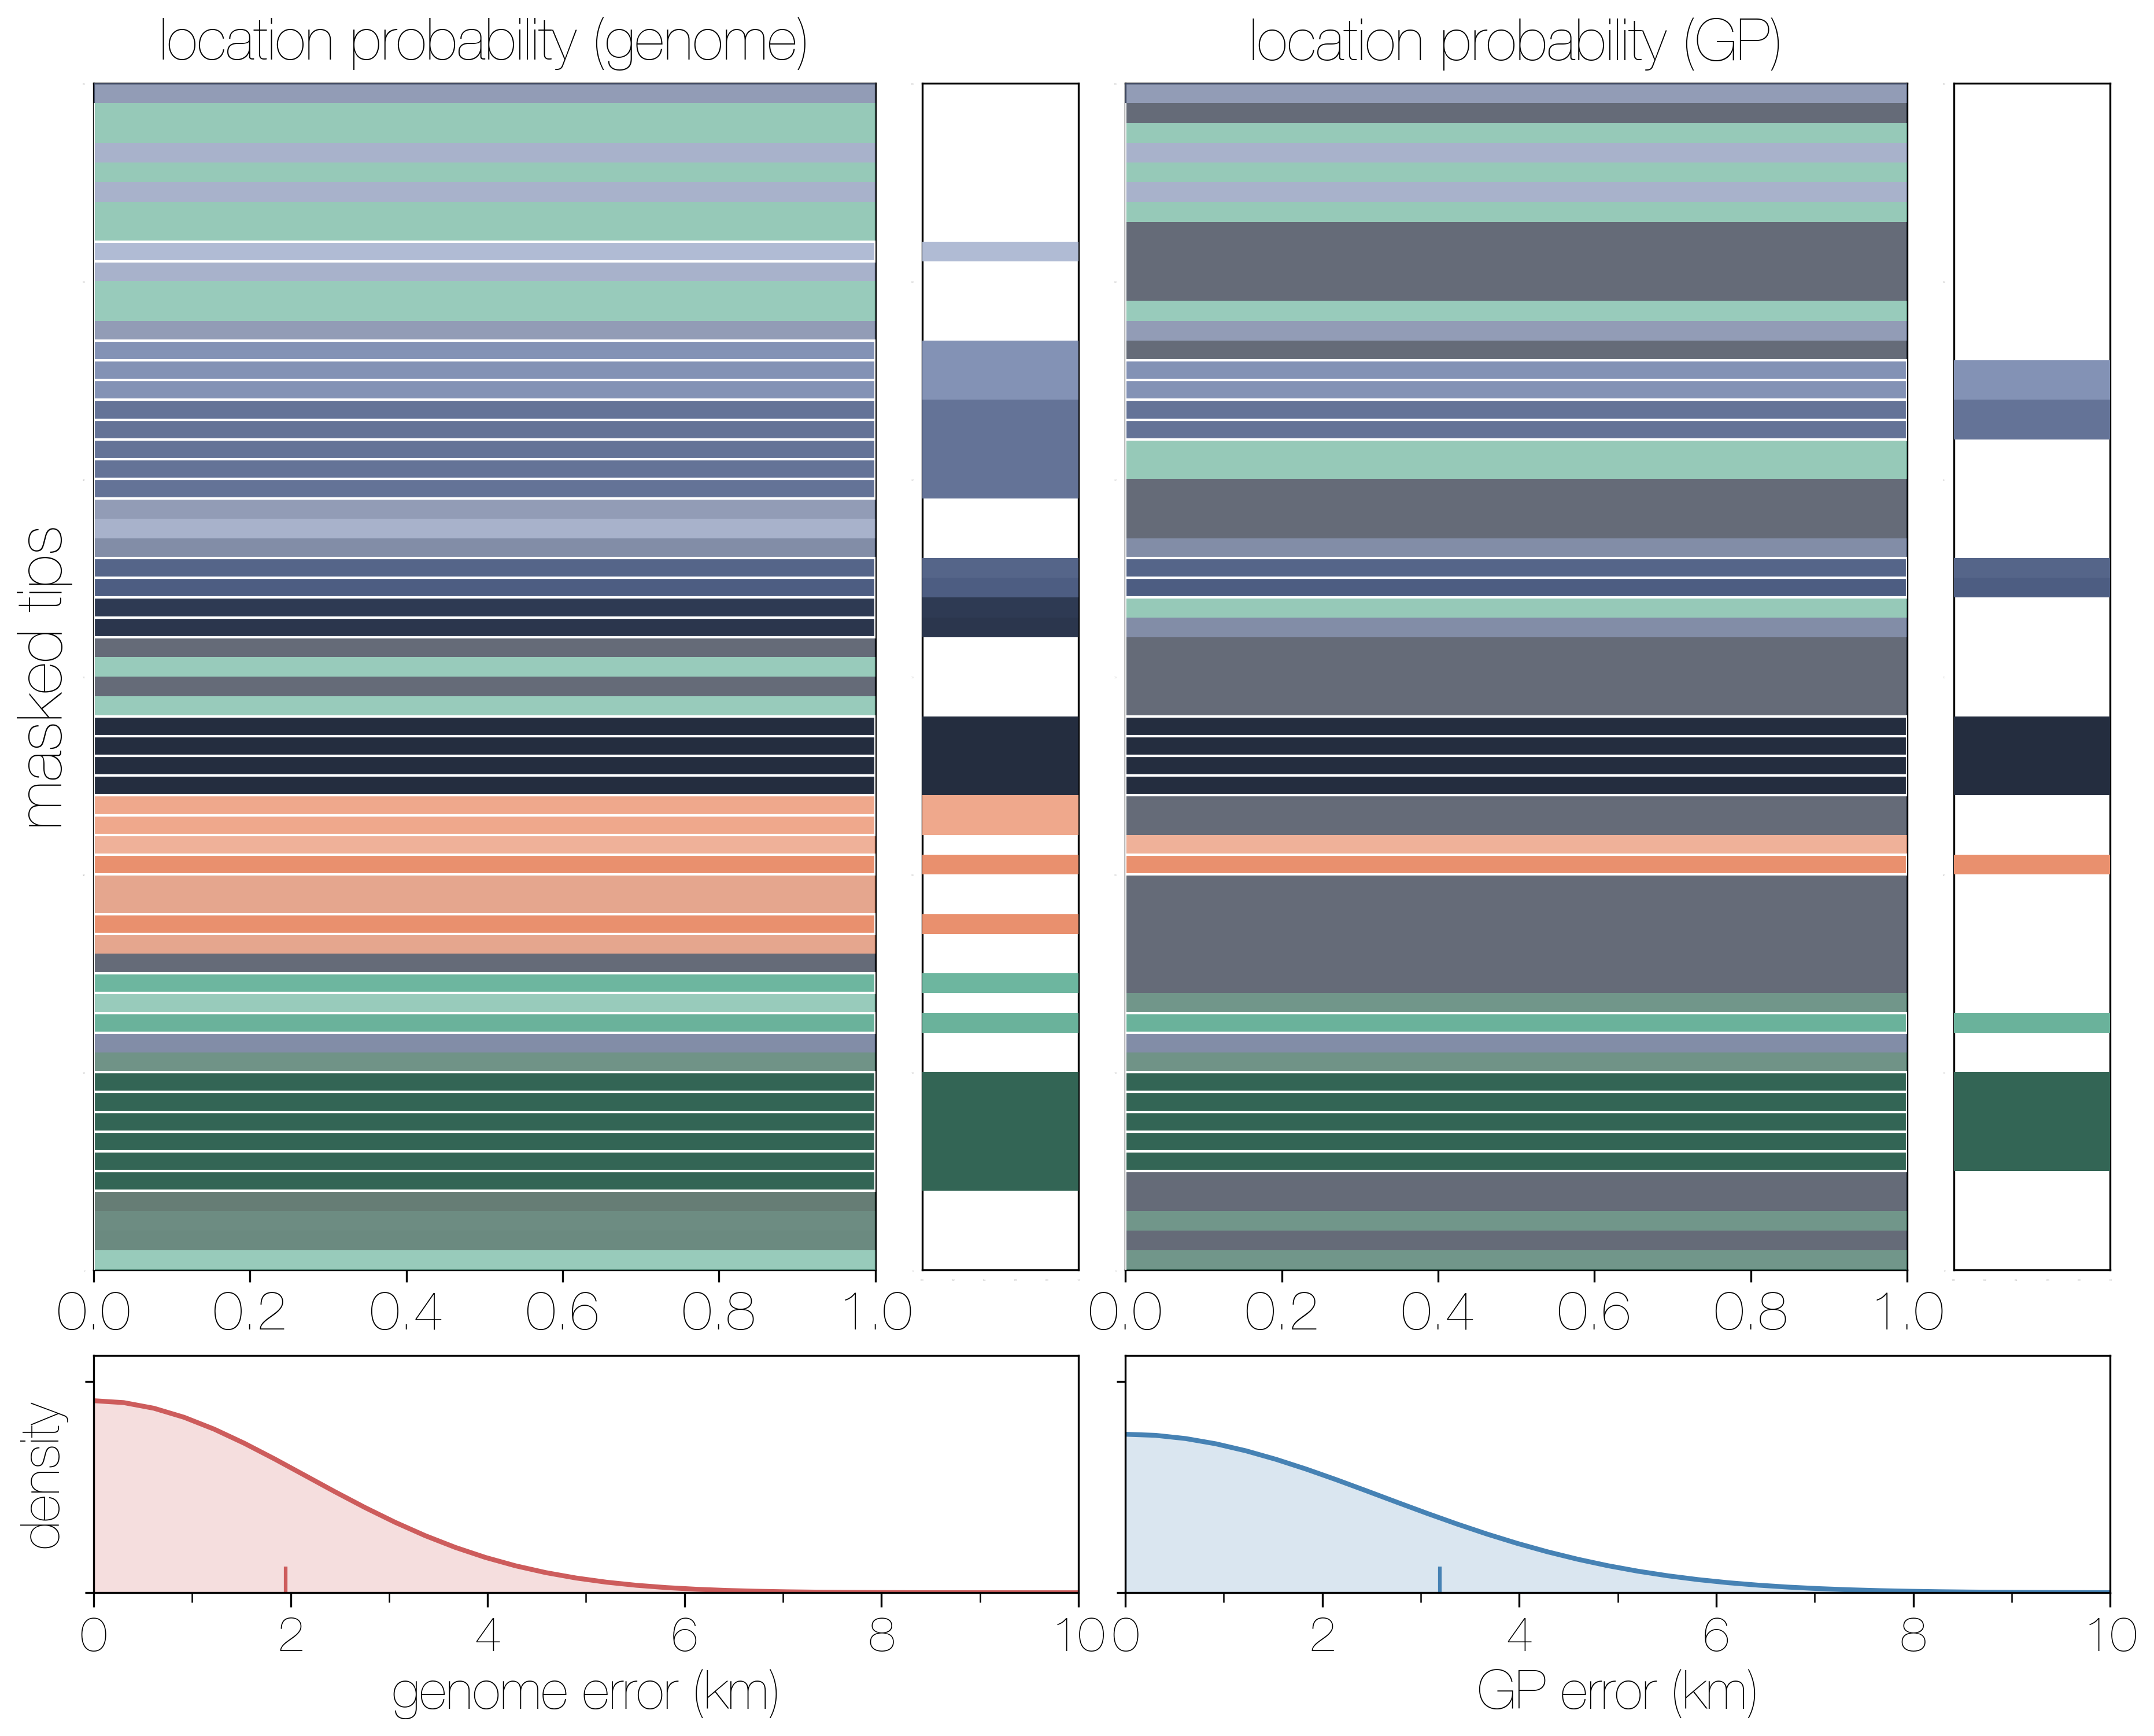 location probability (genome)
location probability (GP)
masked tips
0.0 0.2 0.4 0.6 0.8 1.0
0.0 0.2 0.4 0.6 0.8 1.0
density
0 2 4 6 8 10
0 2 4 6 8 10
genome error (km)
GP error (km)